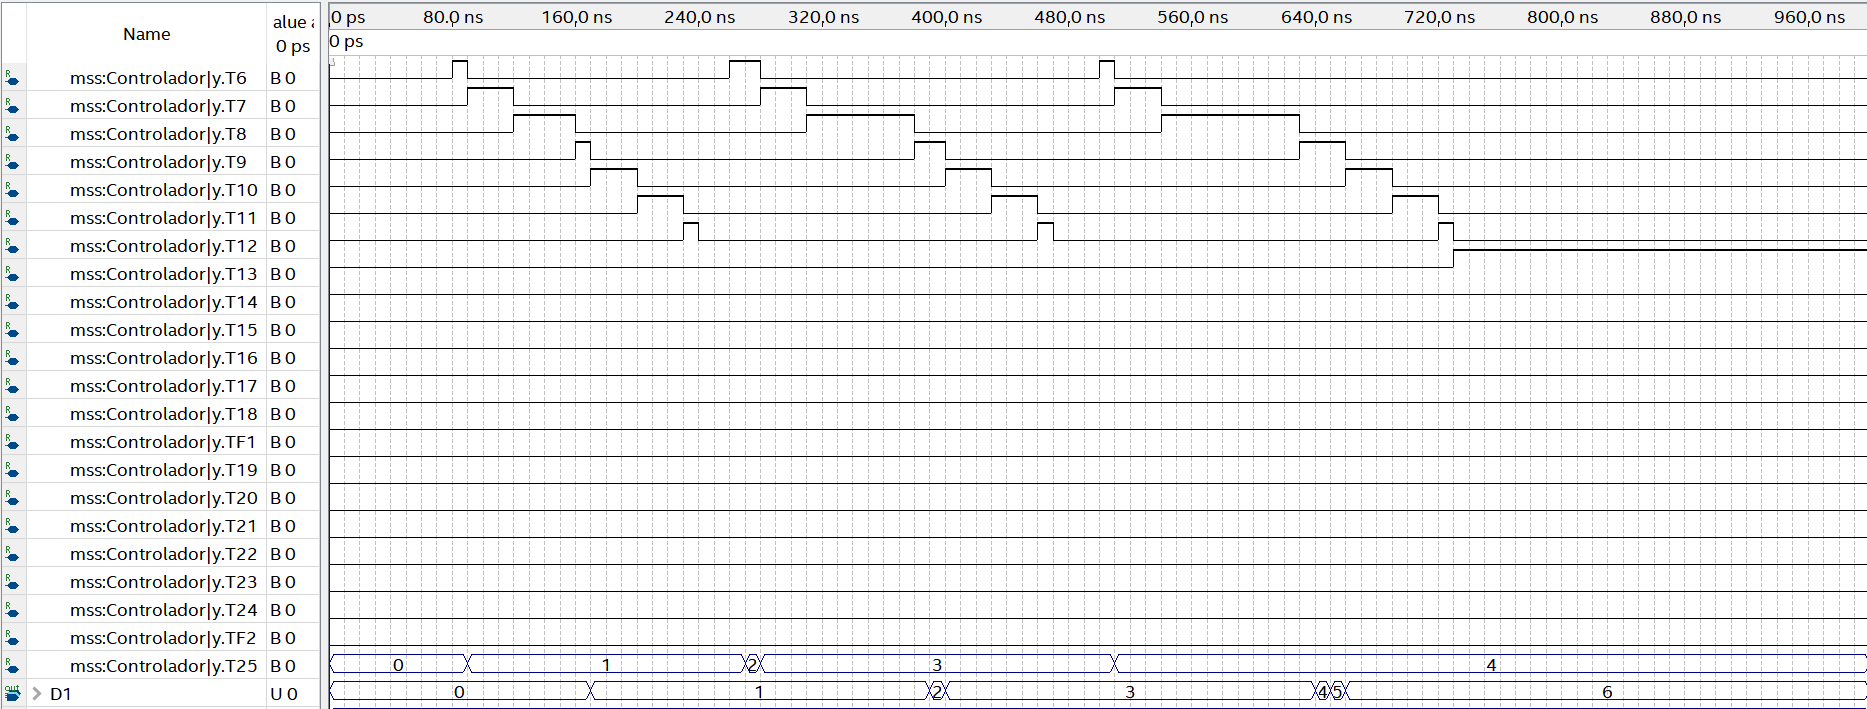 Name alue a
0 ps
0 ps 80.0 ns 160.0 ns 240.0 ns 320.0 ns 400.0 ns 480.0 ns 560.0 ns 640.0 ns 720.0 ns 800.0 ns 880.0 ns 960.0 ns
0 ps
mss:Controlador|y.T6 B 0
mss:Controlador|y.T7 B 0
mss:Controlador|y.T8 B 0
mss:Controlador|y.T9 B 0
mss:Controlador|y.T10 B 0
mss:Controlador|y.T11 B 0
mss:Controlador|y.T12 B 0
mss:Controlador|y.T13 B 0
mss:Controlador|y.T14 B 0
mss:Controlador|y.T15 B 0
mss:Controlador|y.T16 B 0
mss:Controlador|y.T17 B 0
mss:Controlador|y.T18 B 0
mss:Controlador|y.TF1 B 0
mss:Controlador|y.T19 B 0
mss:Controlador|y.T20 B 0
mss:Controlador|y.T21 B 0
mss:Controlador|y.T22 B 0
mss:Controlador|y.T23 B 0
mss:Controlador|y.T24 B 0
mss:Controlador|y.TF2 B 0
mss:Controlador|y.T25 B 0 0 1 2 3 4
D1 U 0 0 1 2 3 4 5 6